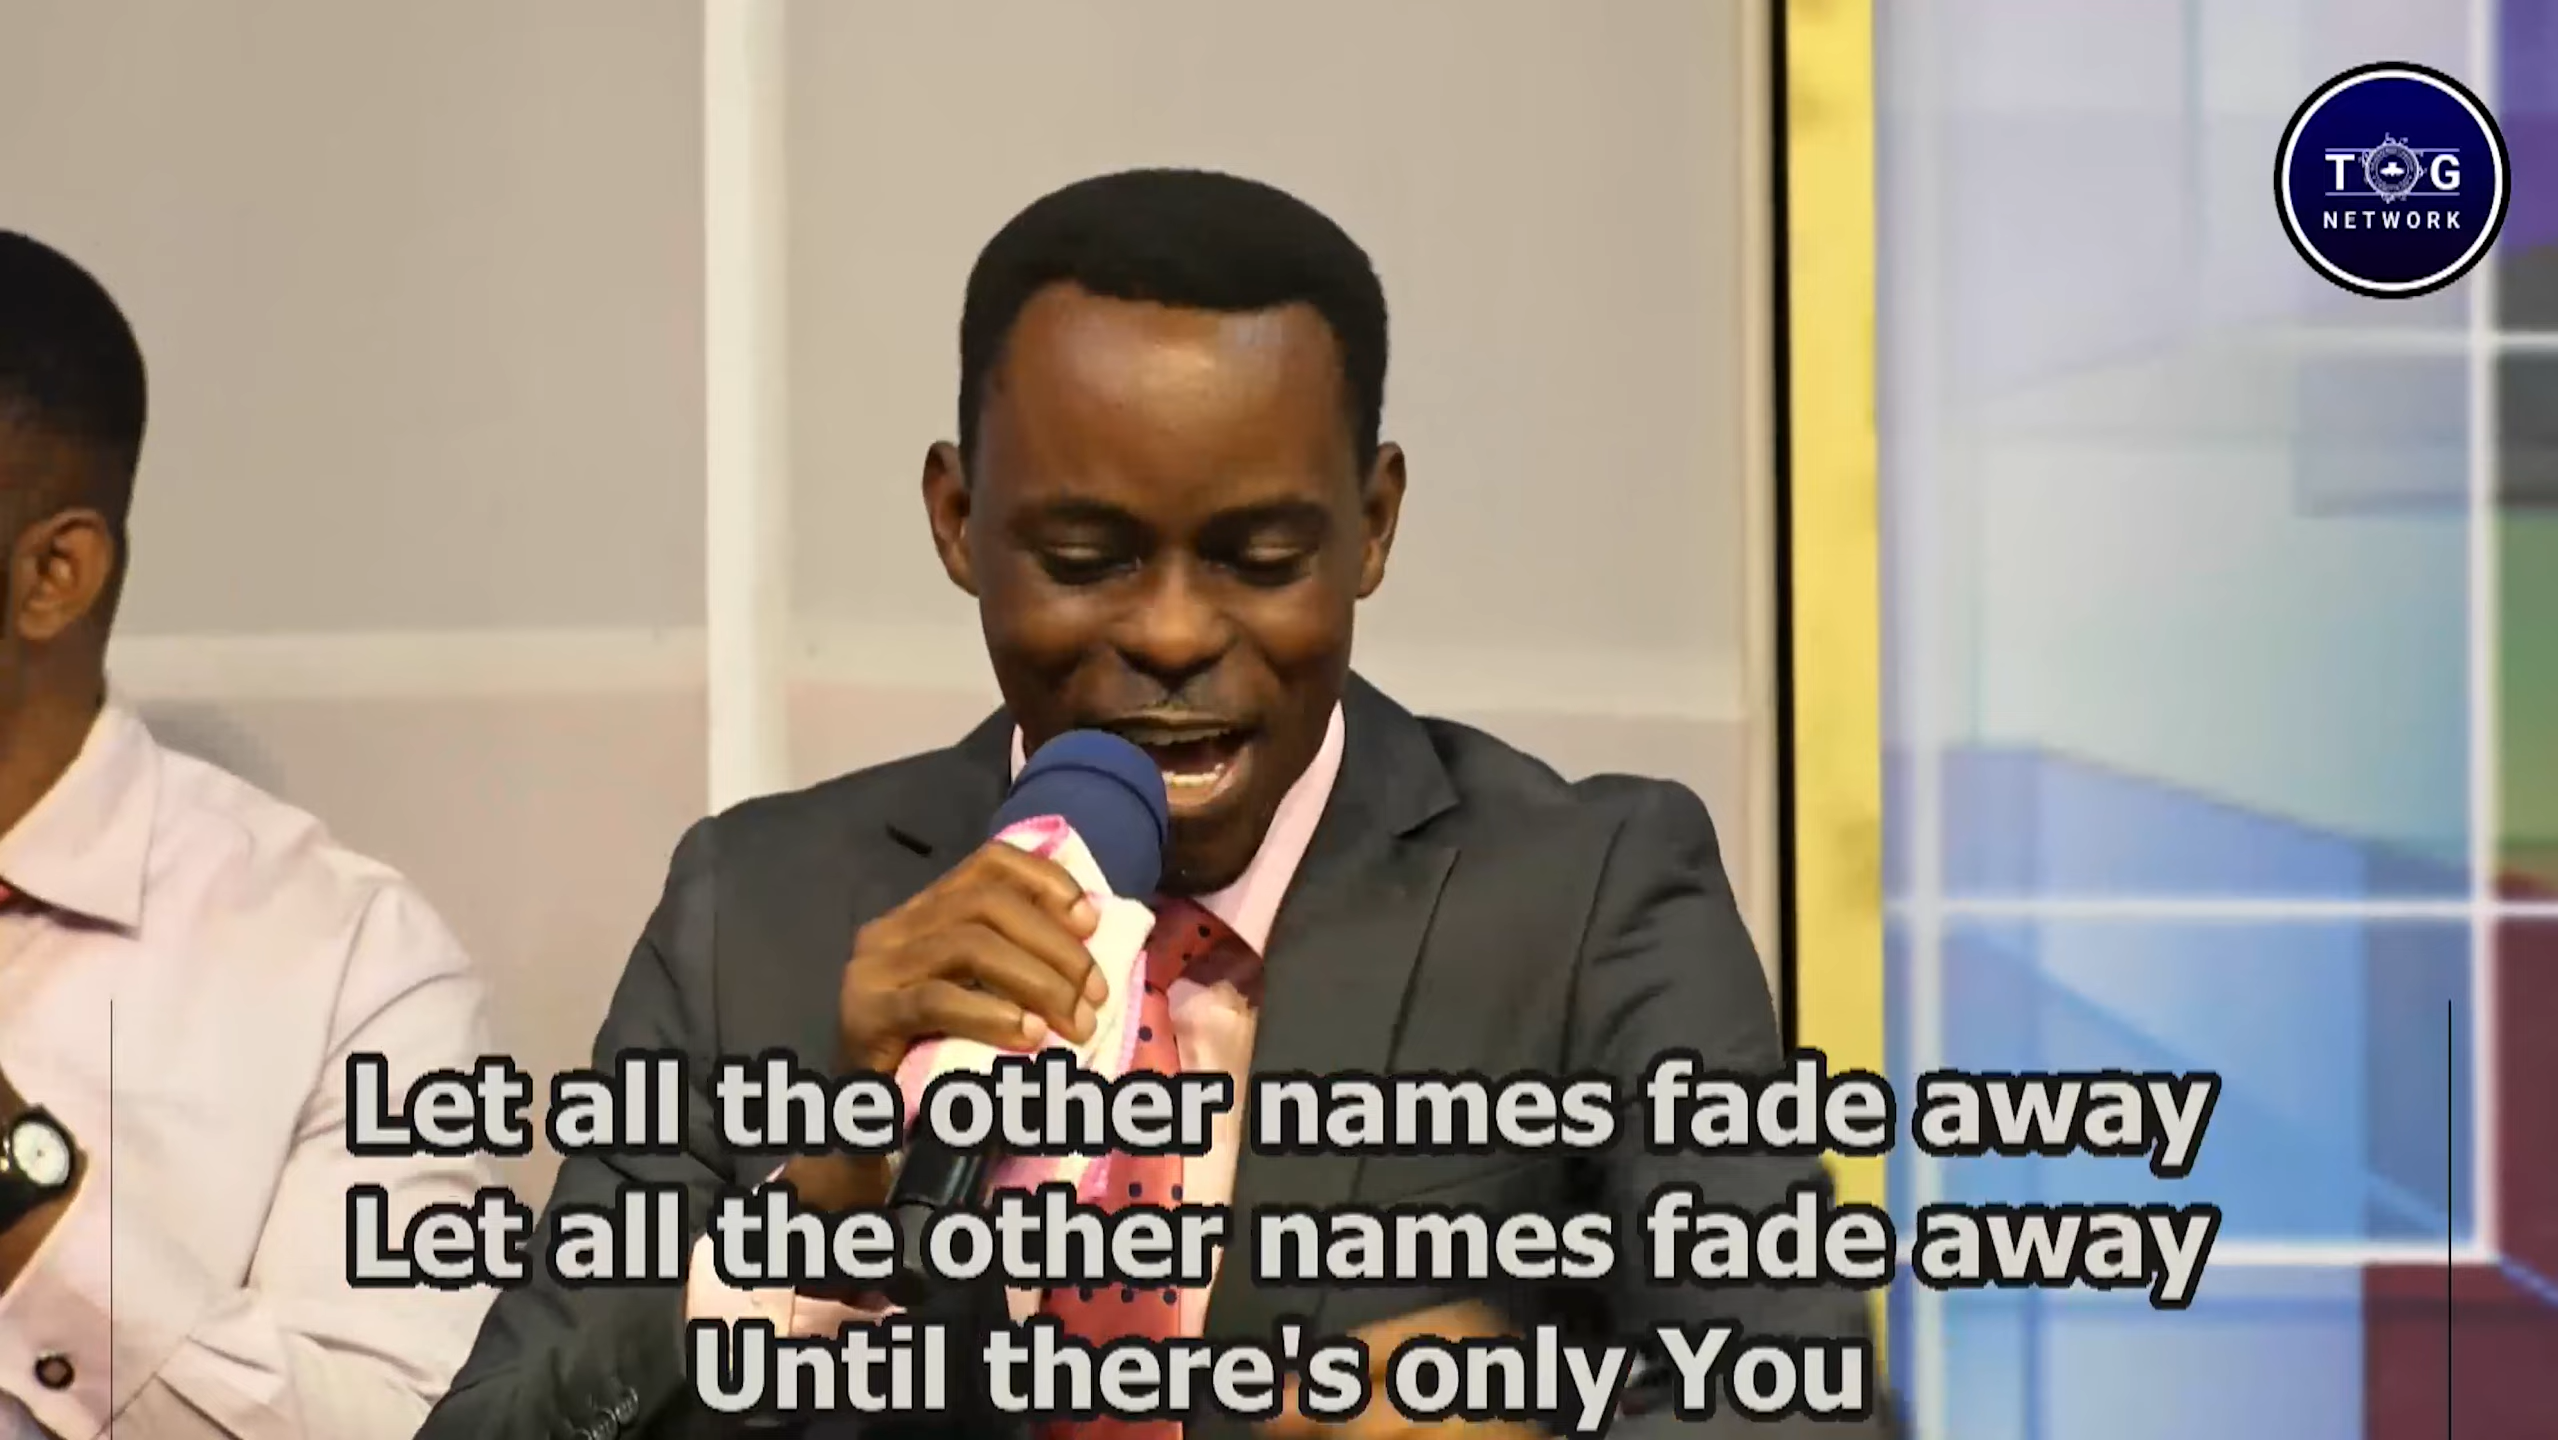 T G
NETWORK
Let all the other names fade away
Let all the other names fade away
Until there's only You